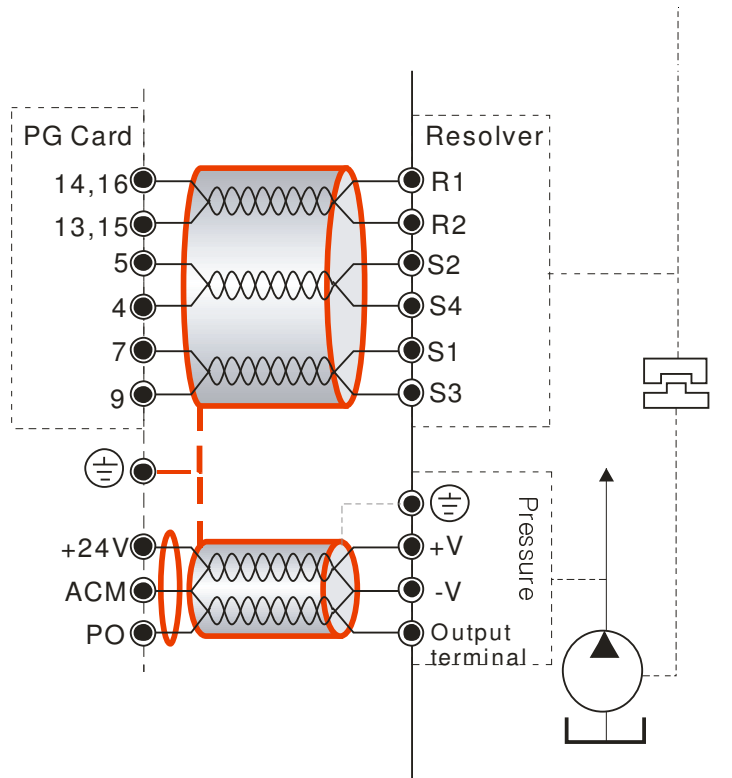 PG Card
Resolver
14,16
R1
13,15
R2
5
S2
4
S4
7
S1
9
S3
Pressure
+24V
+V
ACM
-V
PO
Output
terminal